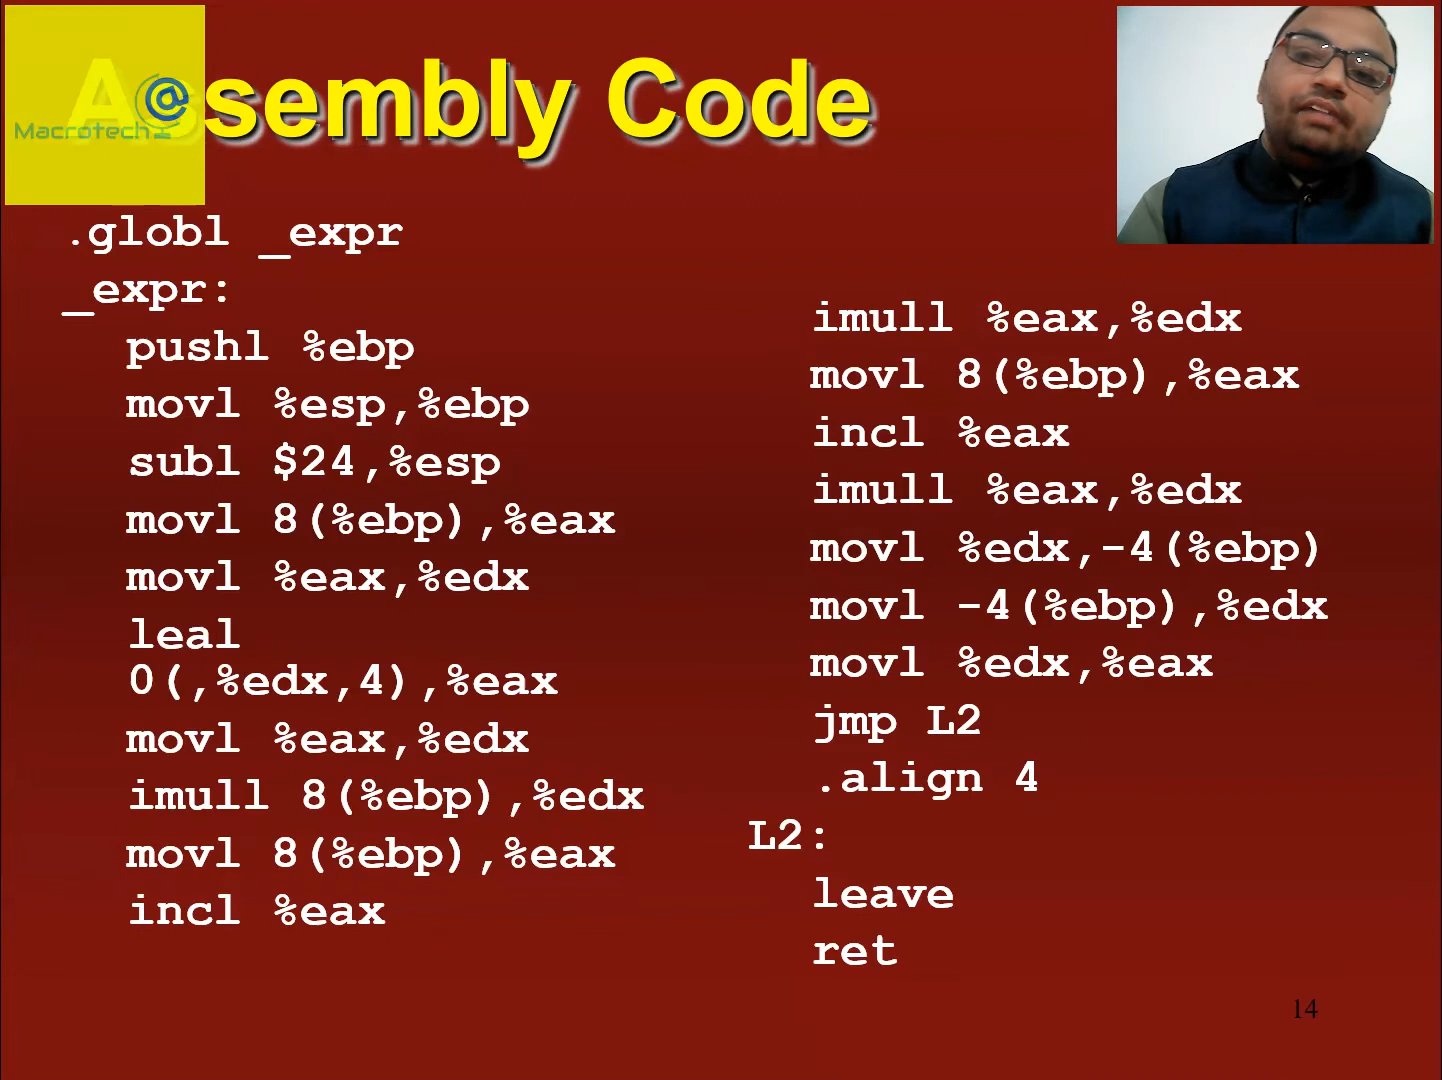 Assembly Code
Macrotech
.globl _expr
_expr:
pushl %ebp
movl %esp,%ebp
subl $24,%esp
movl 8(%ebp),%eax
movl %eax,%edx
leal
0(,%edx,4),%eax
movl %eax,%edx
imull 8(%ebp),%edx
movl 8(%ebp),%eax
incl %eax
imull %eax,%edx
movl 8(%ebp),%eax
incl %eax
imull %eax,%edx
movl %edx,-4(%ebp)
movl -4(%ebp),%edx
movl %edx,%eax
jmp L2
.align 4
L2:
leave
ret
14